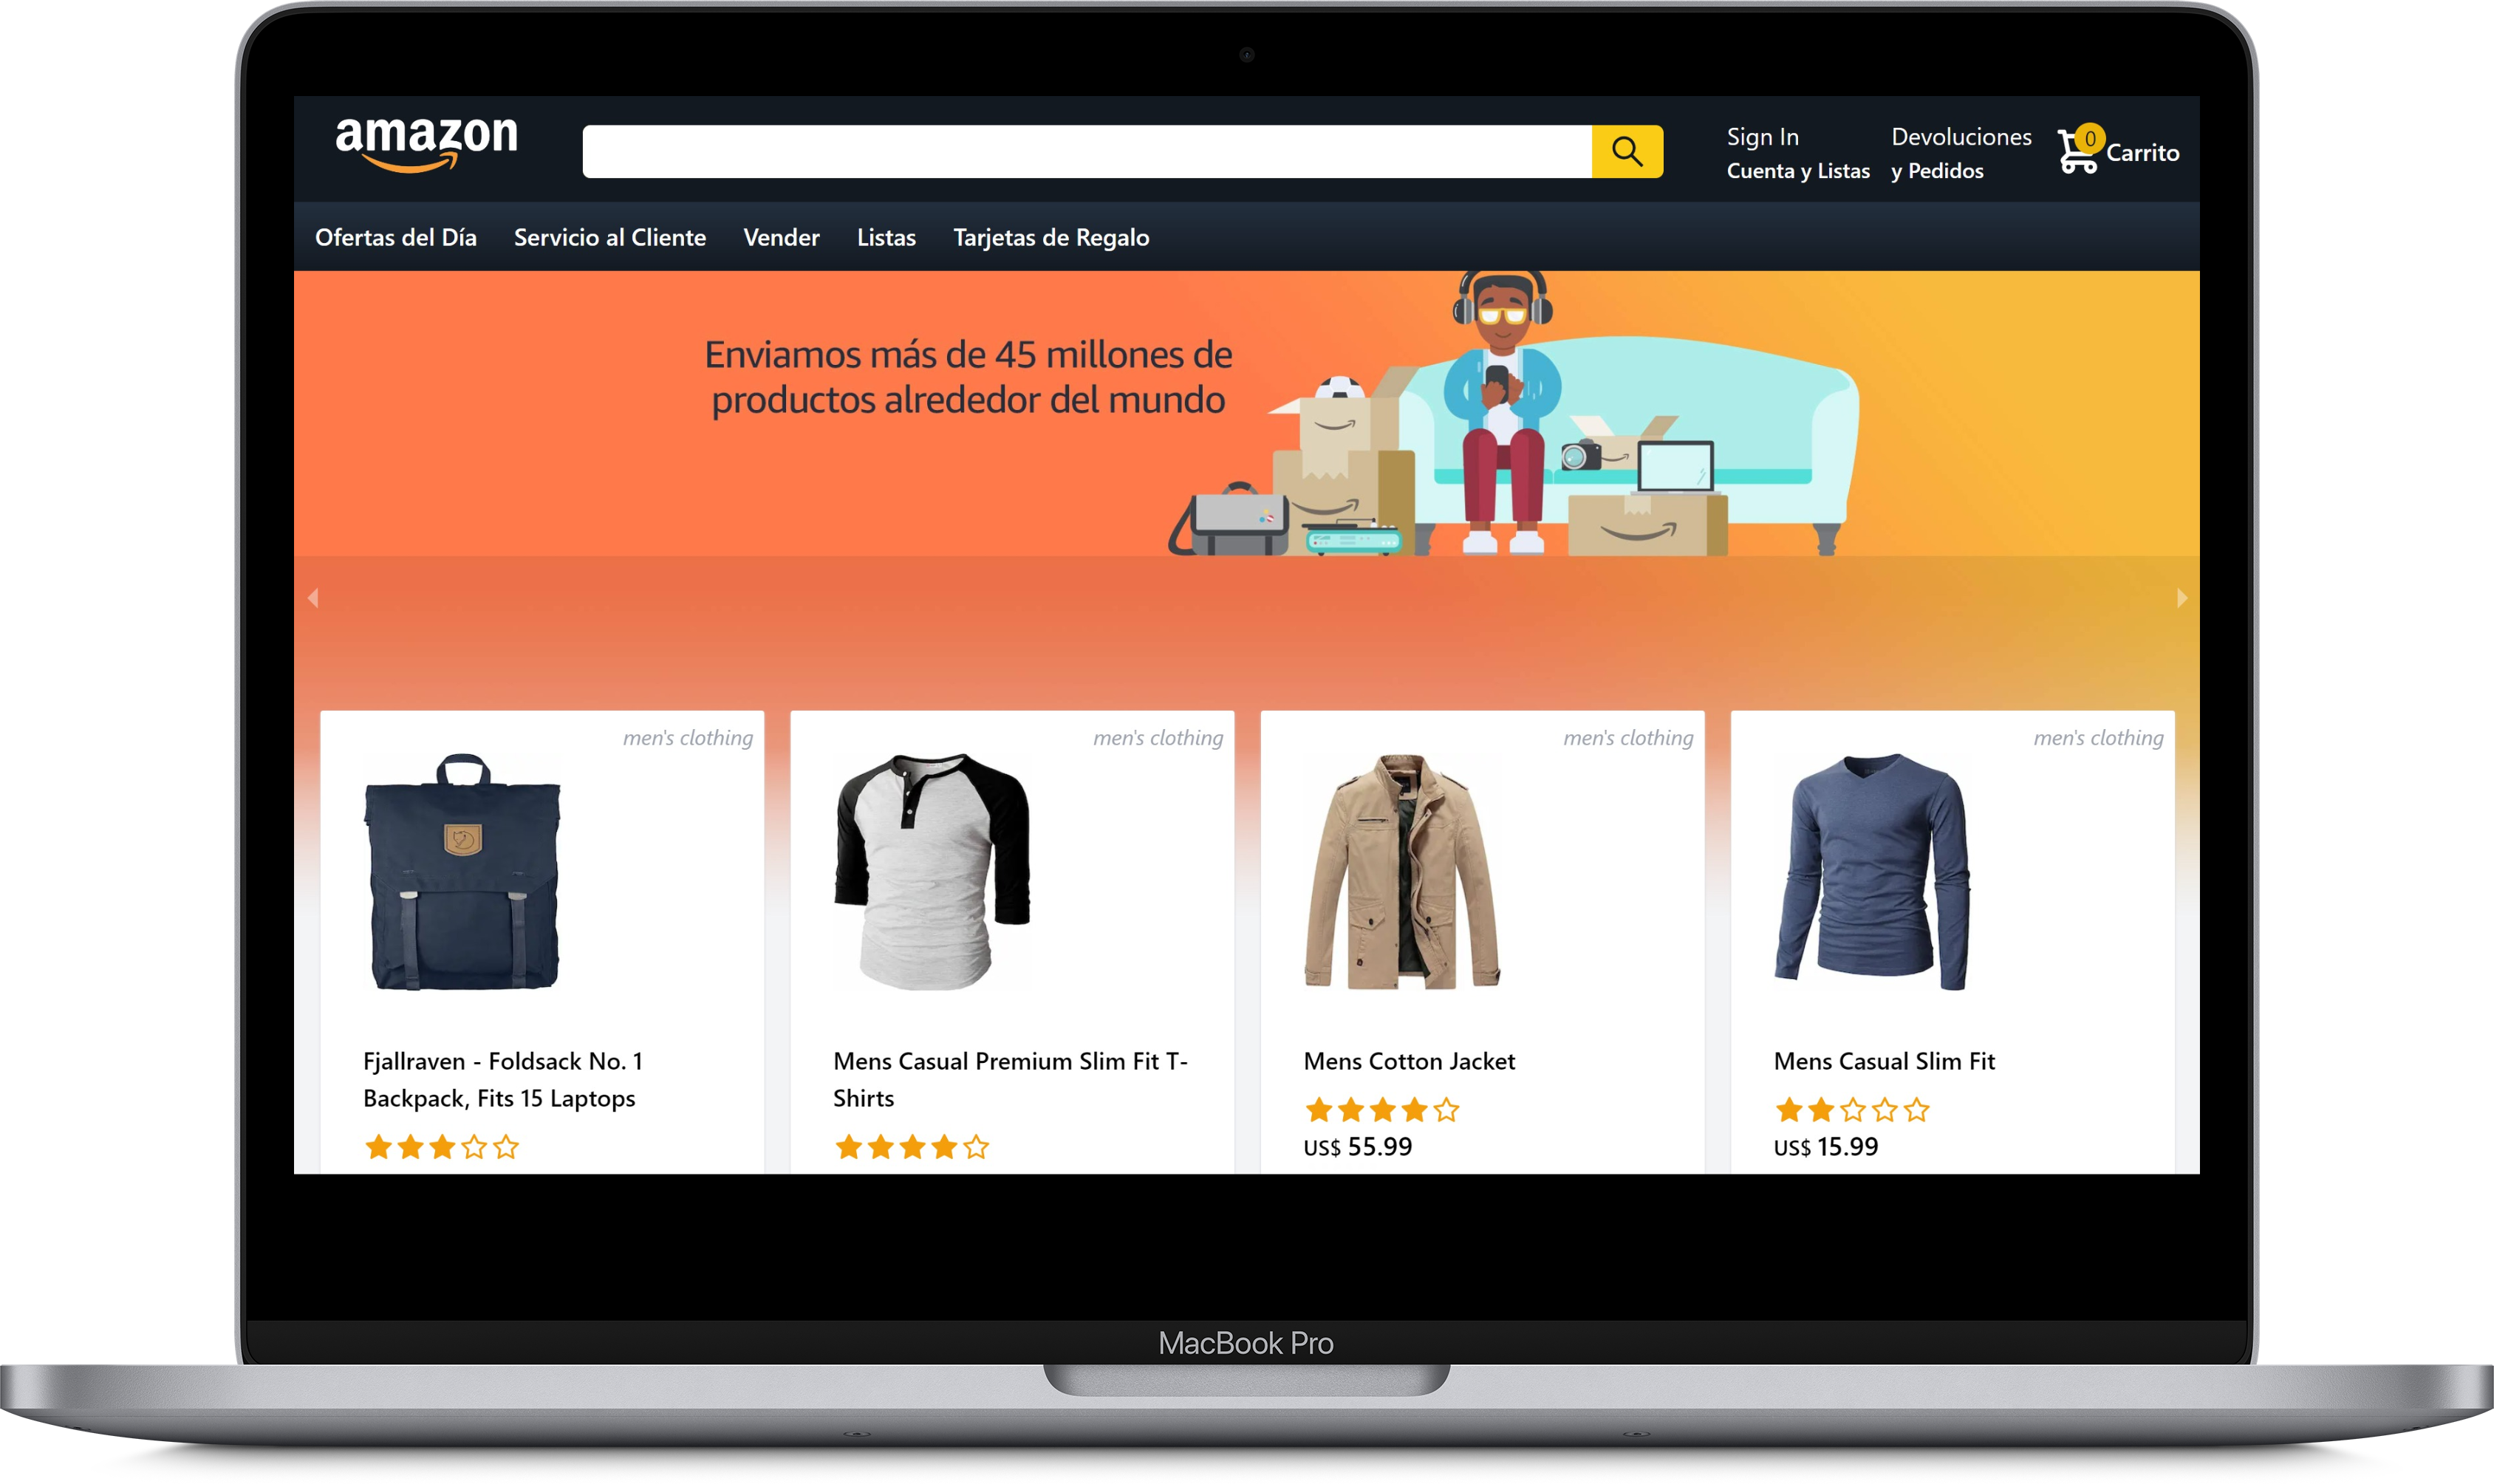 amazon
Sign In
Cuenta y Listas
Devoluciones
y Pedidos
0
Carrito
Ofertas del Día
Servicio al Cliente
Vender
Listas
Tarjetas de Regalo
Enviamos más de 45 millones de
productos alrededor del mundo
men's clothing
men's clothing
men's clothing
men's clothing
Fjallraven - Foldsack No. 1
Backpack, Fits 15 Laptops
Mens Casual Premium Slim Fit T-
Shirts
Mens Cotton Jacket
US$ 55.99
Mens Casual Slim Fit
US$ 15.99
MacBook Pro